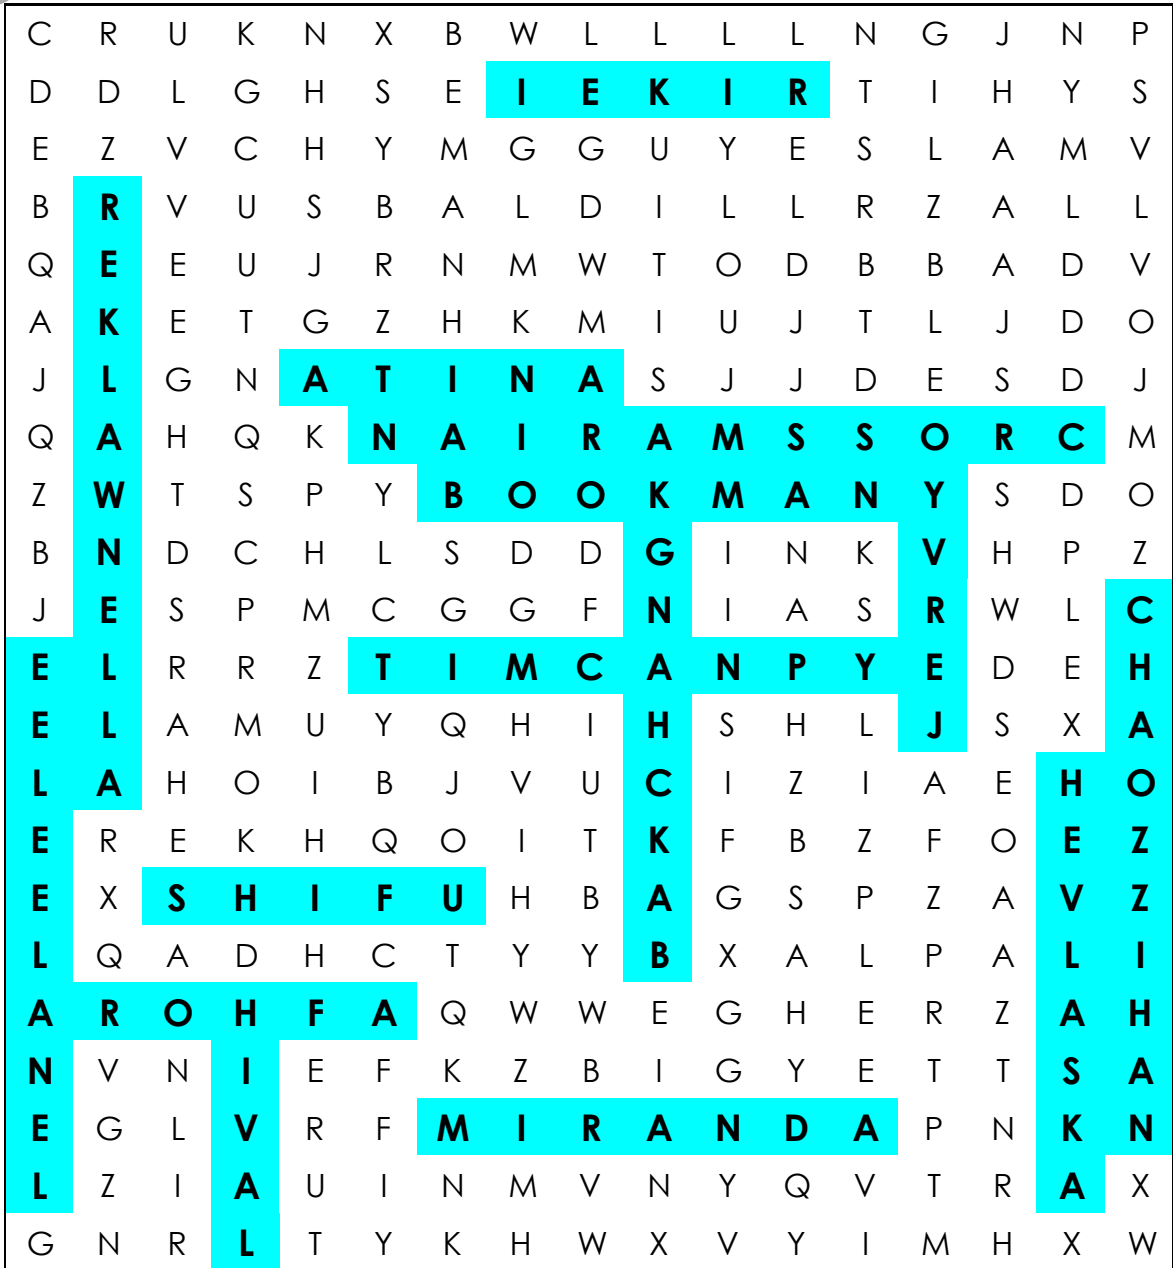 C R U K N X B W L L L L N G J N P
D D L G H S E I E K I R T I H Y S
E Z V C H Y M G G U Y E S L A M V
B R V U S B A L D I L L R Z A L L
Q E E U J R N M W T O D B B A D V
A K E T G Z H K M I U J T L J D O
J L G N A T I N A S J J D E S D J
Q A H Q K N A I R A M S S O R C M
Z W T S P Y B O O K M A N Y S D O
B N D C H L S D D G I N K V H P Z
J E S P M C G G F N I A S R W L C
E L R R Z T I M C A N P Y E D E H
E L A M U Y Q H I H S H L J S X A
L A H O I B J V U C I Z I A E H O
E R E K H Q O I T K F B Z F O E Z
E X S H I F U H B A G S P Z A V Z
L Q A D H C T Y Y B X A L P A L I
A R O H F A Q W W E G H E R Z A H
N V N I E F K Z B I G Y E T T S A
E G L V R F M I R A N D A P N K N
L Z I A U I N M V N Y Q V T R A X
G N R L T Y K H W X V Y I M H X W